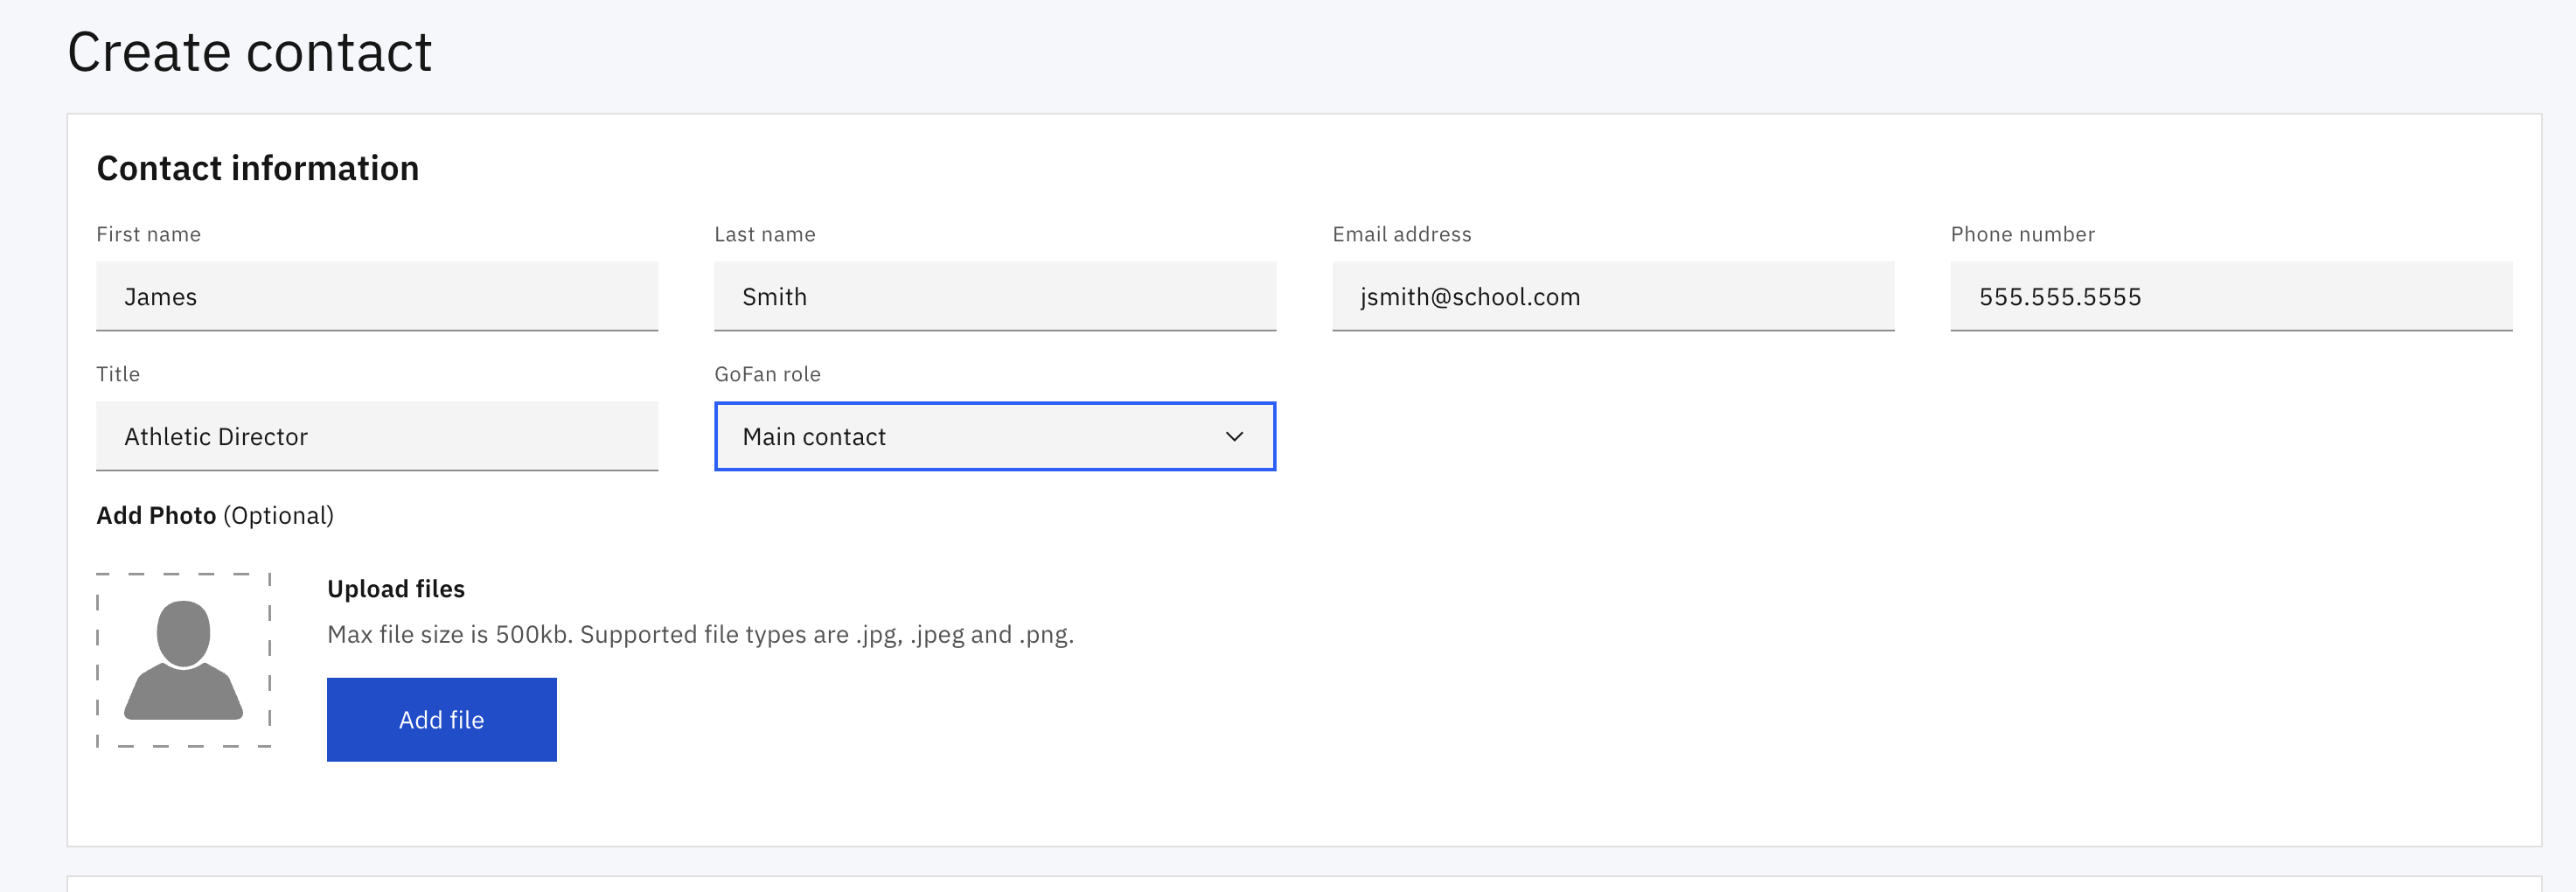 Create contact
Contact information
First name
Last name
Email address
Phone number
James
Smith
jsmith@school.com
555.555.5555
Title
GoFan role
Athletic Director
Main contact
Add Photo (Optional)
Upload files
Max file size is 500kb. Supported file types are .jpg, .jpeg and .png.
Add file